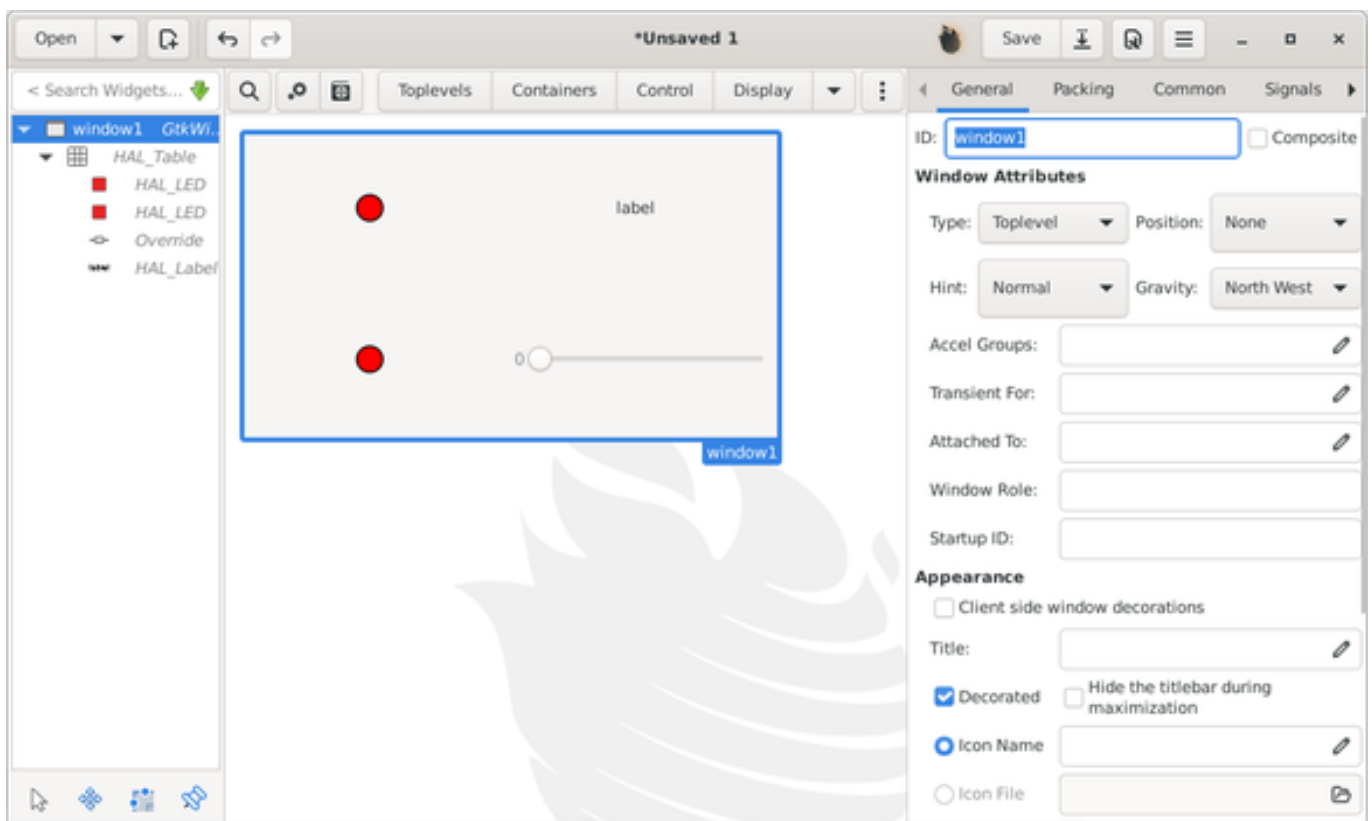 Open
*Unsaved 1
Save
< Search Widgets...
Toplevels Containers Control Display
General Packing Common Signals
window1 GtkWi..
HAL_Table
HAL_LED
HAL_LED
Override
HAL_Label
label
0
window1
ID: window1 Composite
Window Attributes
Type: Toplevel Position: None
Hint: Normal Gravity: North West
Accel Groups:
Transient For:
Attached To:
Window Role:
Startup ID:
Appearance
Client side window decorations
Title:
Decorated Hide the titlebar during
maximization
Icon Name
Icon File